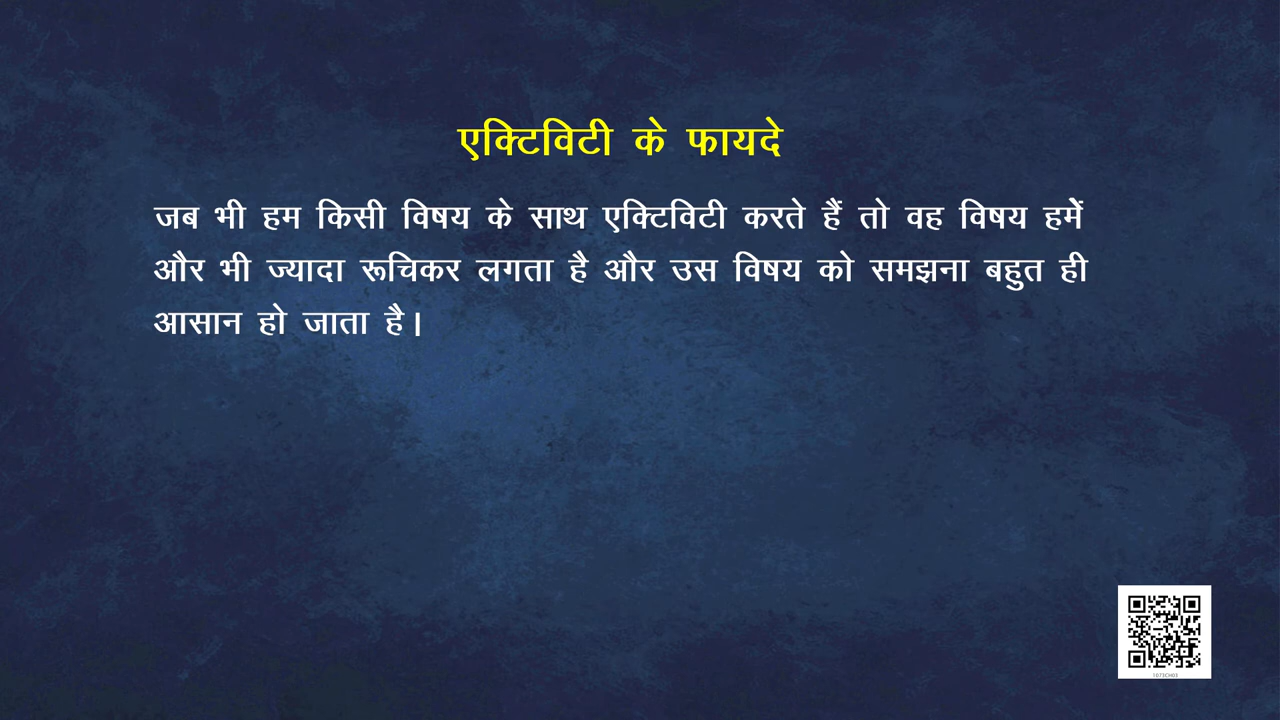 एक्टिविटी के फायदे
जब भी हम किसी विषय के साथ एक्टिविटी करते हैं तो वह विषय हमें
और भी ज्यादा रूचिकर लगता है और उस विषय को समझना बहुत ही
आसान हो जाता है।
1073CH03